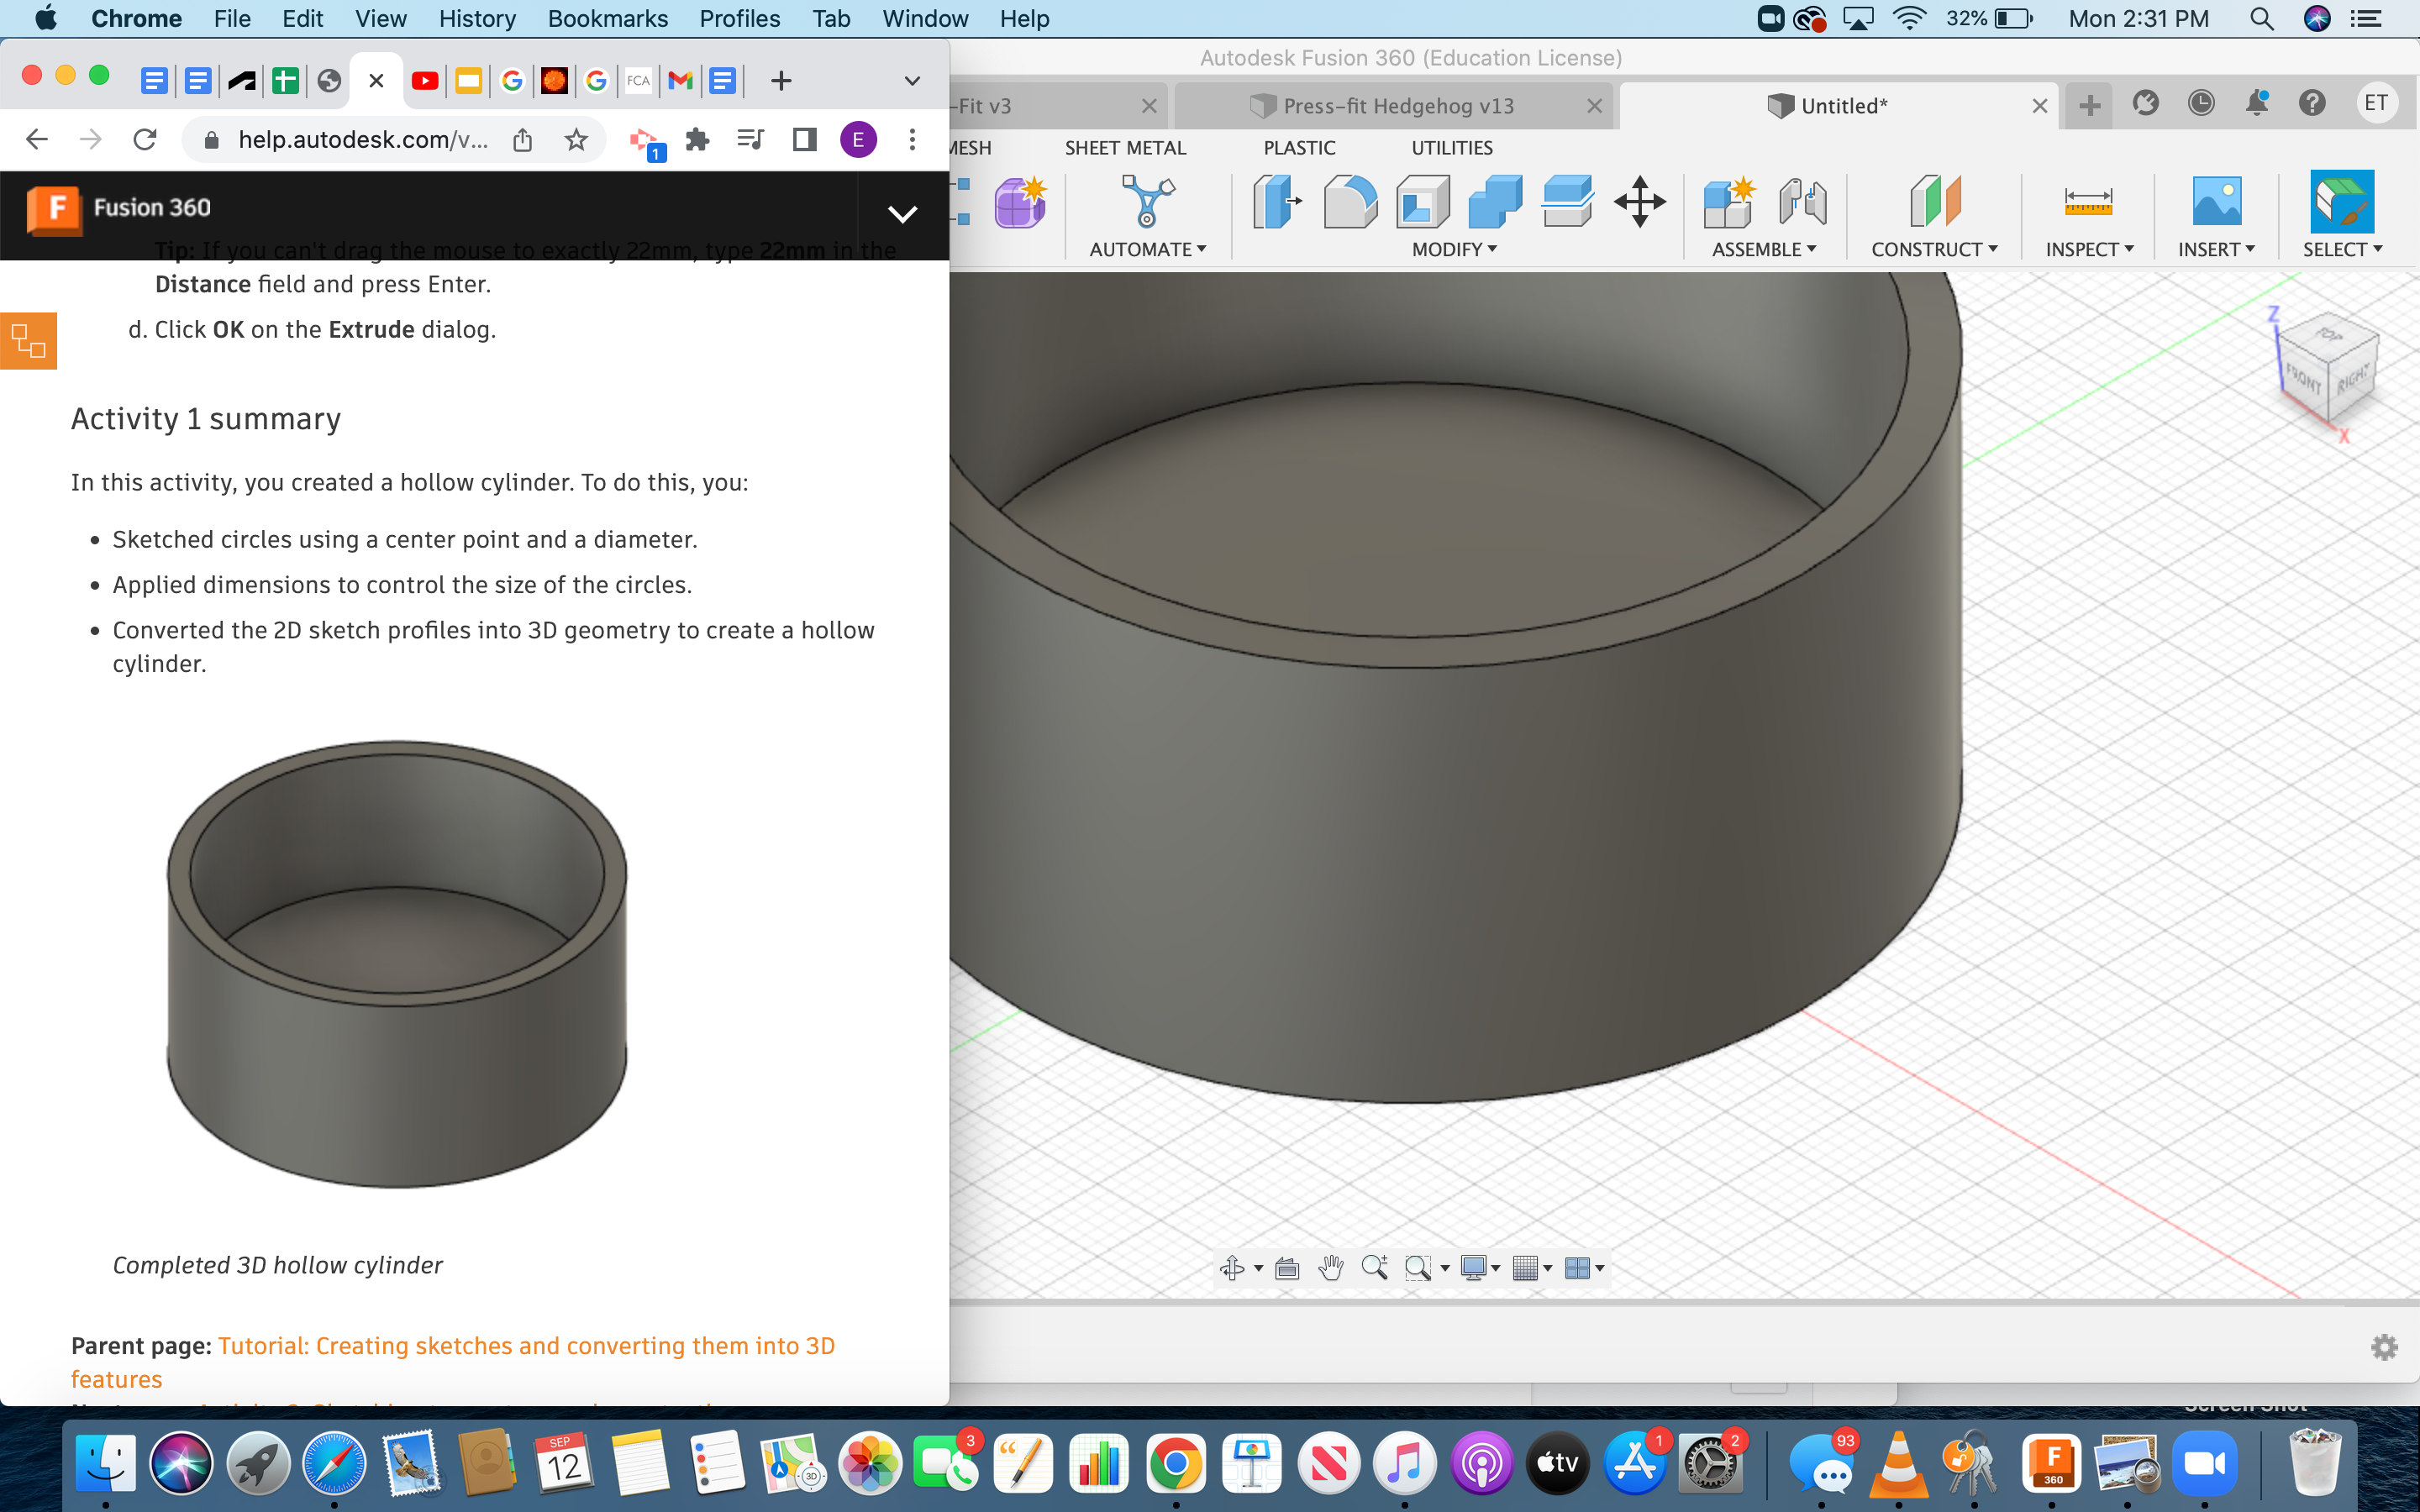 Chrome File Edit View History Bookmarks Profiles Tab Window Help 32% Mon 2:31 PM
Autodesk Fusion 360 (Education License)
FCA
-Fit v3 Press-fit Hedgehog v13 Untitled* ET
help.autodesk.com/v... 1 E
MESH SHEET METAL PLASTIC UTILITIES
F Fusion 360
AUTOMATE MODIFY ASSEMBLE CONSTRUCT INSPECT INSERT SELECT
Tip: If you can't drag the mouse to exactly 22mm, type 22mm in the
Distance field and press Enter.
d. Click OK on the Extrude dialog.
Z
TOP
FRONT RIGHT
X
Activity 1 summary
In this activity, you created a hollow cylinder. To do this, you:
• Sketched circles using a center point and a diameter.
• Applied dimensions to control the size of the circles.
• Converted the 2D sketch profiles into 3D geometry to create a hollow
cylinder.
Completed 3D hollow cylinder
Parent page: Tutorial: Creating sketches and converting them into 3D
features
Screen Shot
SEP
12
3D
3
tv
1
2
93
F
360